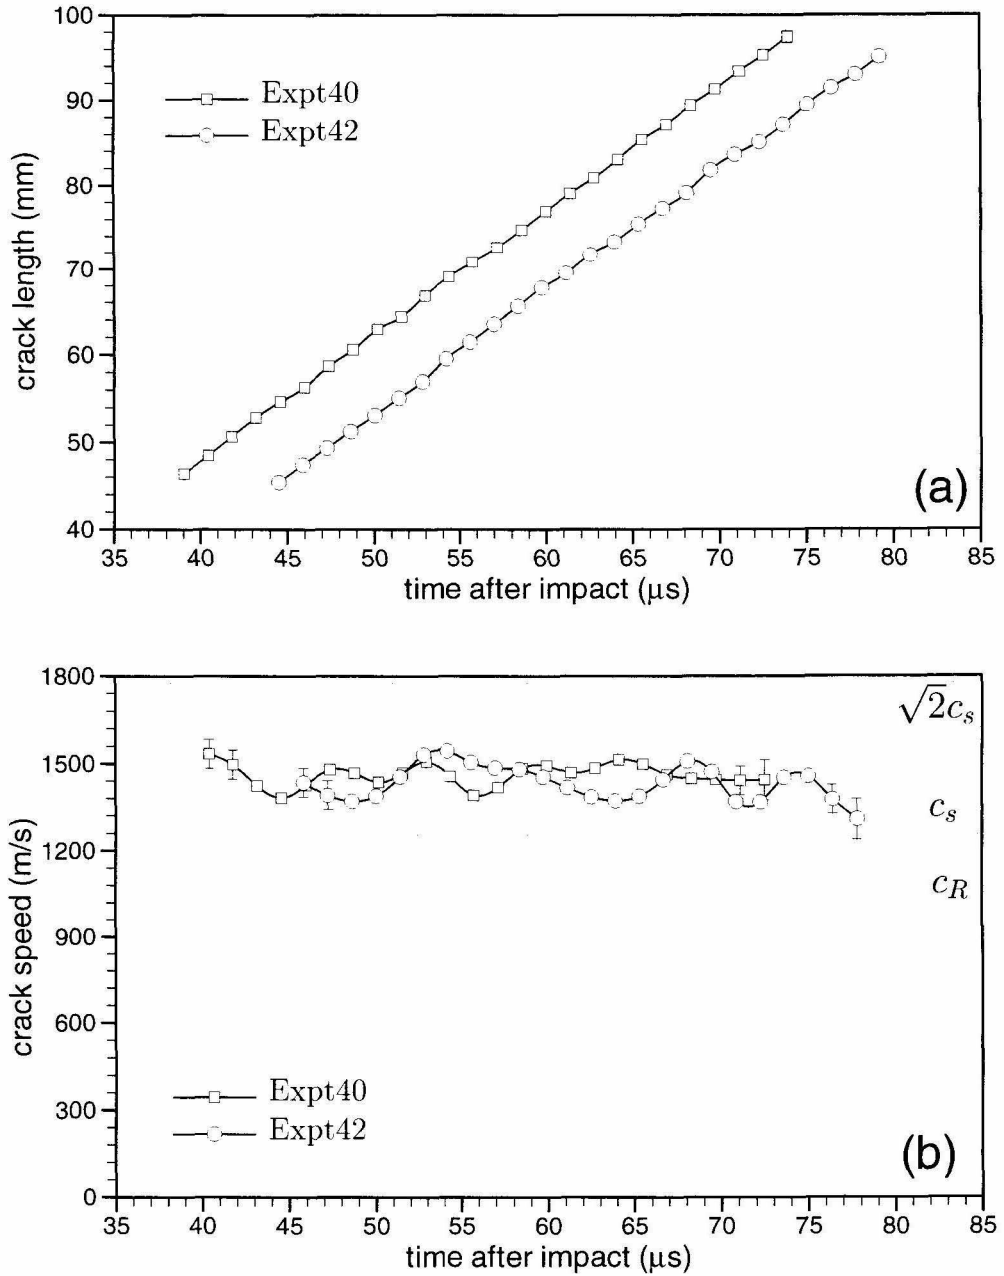 100
90
80
70
60
50
40
crack length (mm)
Expt40
Expt42
(a)
35 40 45 50 55 60 65 70 75 80 85
time after impact (μs)
1800
1500
1200
900
600
300
0
crack speed (m/s)
√2c_s
c_s
c_R
Expt40
Expt42
(b)
35 40 45 50 55 60 65 70 75 80 85
time after impact (μs)